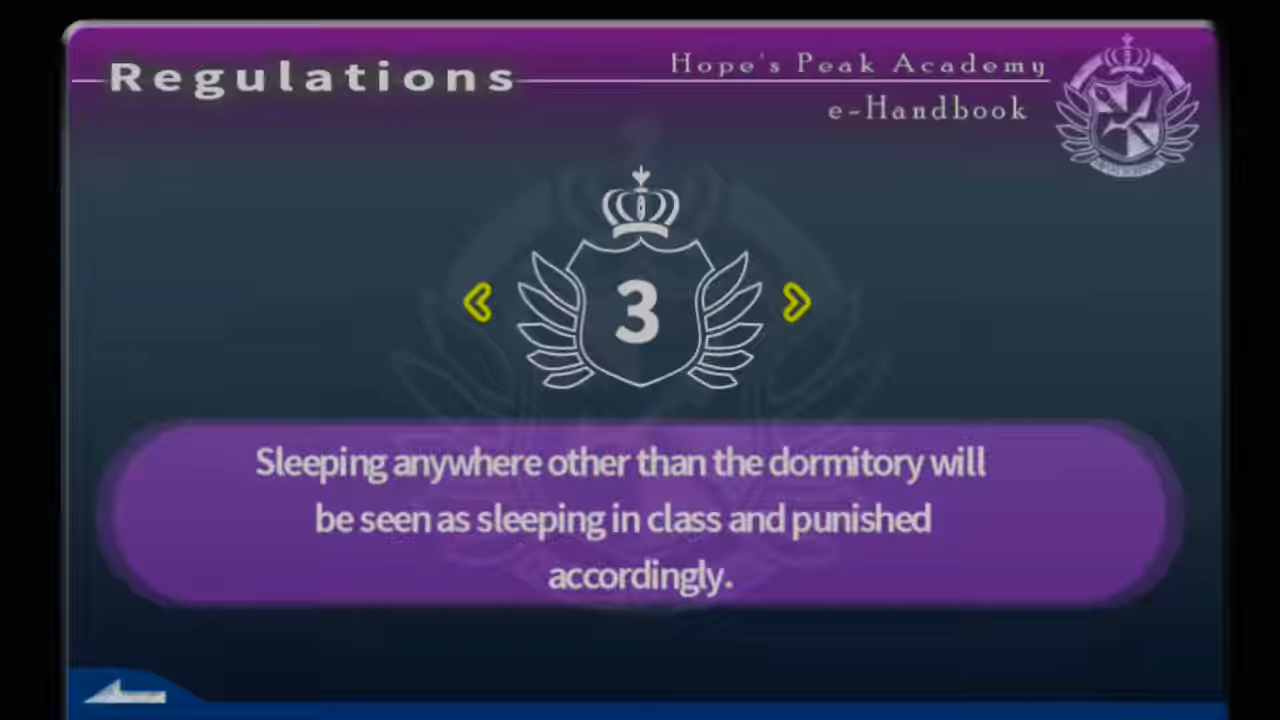 Regulations
Hope's Peak Academy
e-Handbook
3
Sleeping anywhere other than the dormitory will
be seen as sleeping in class and punished
accordingly.